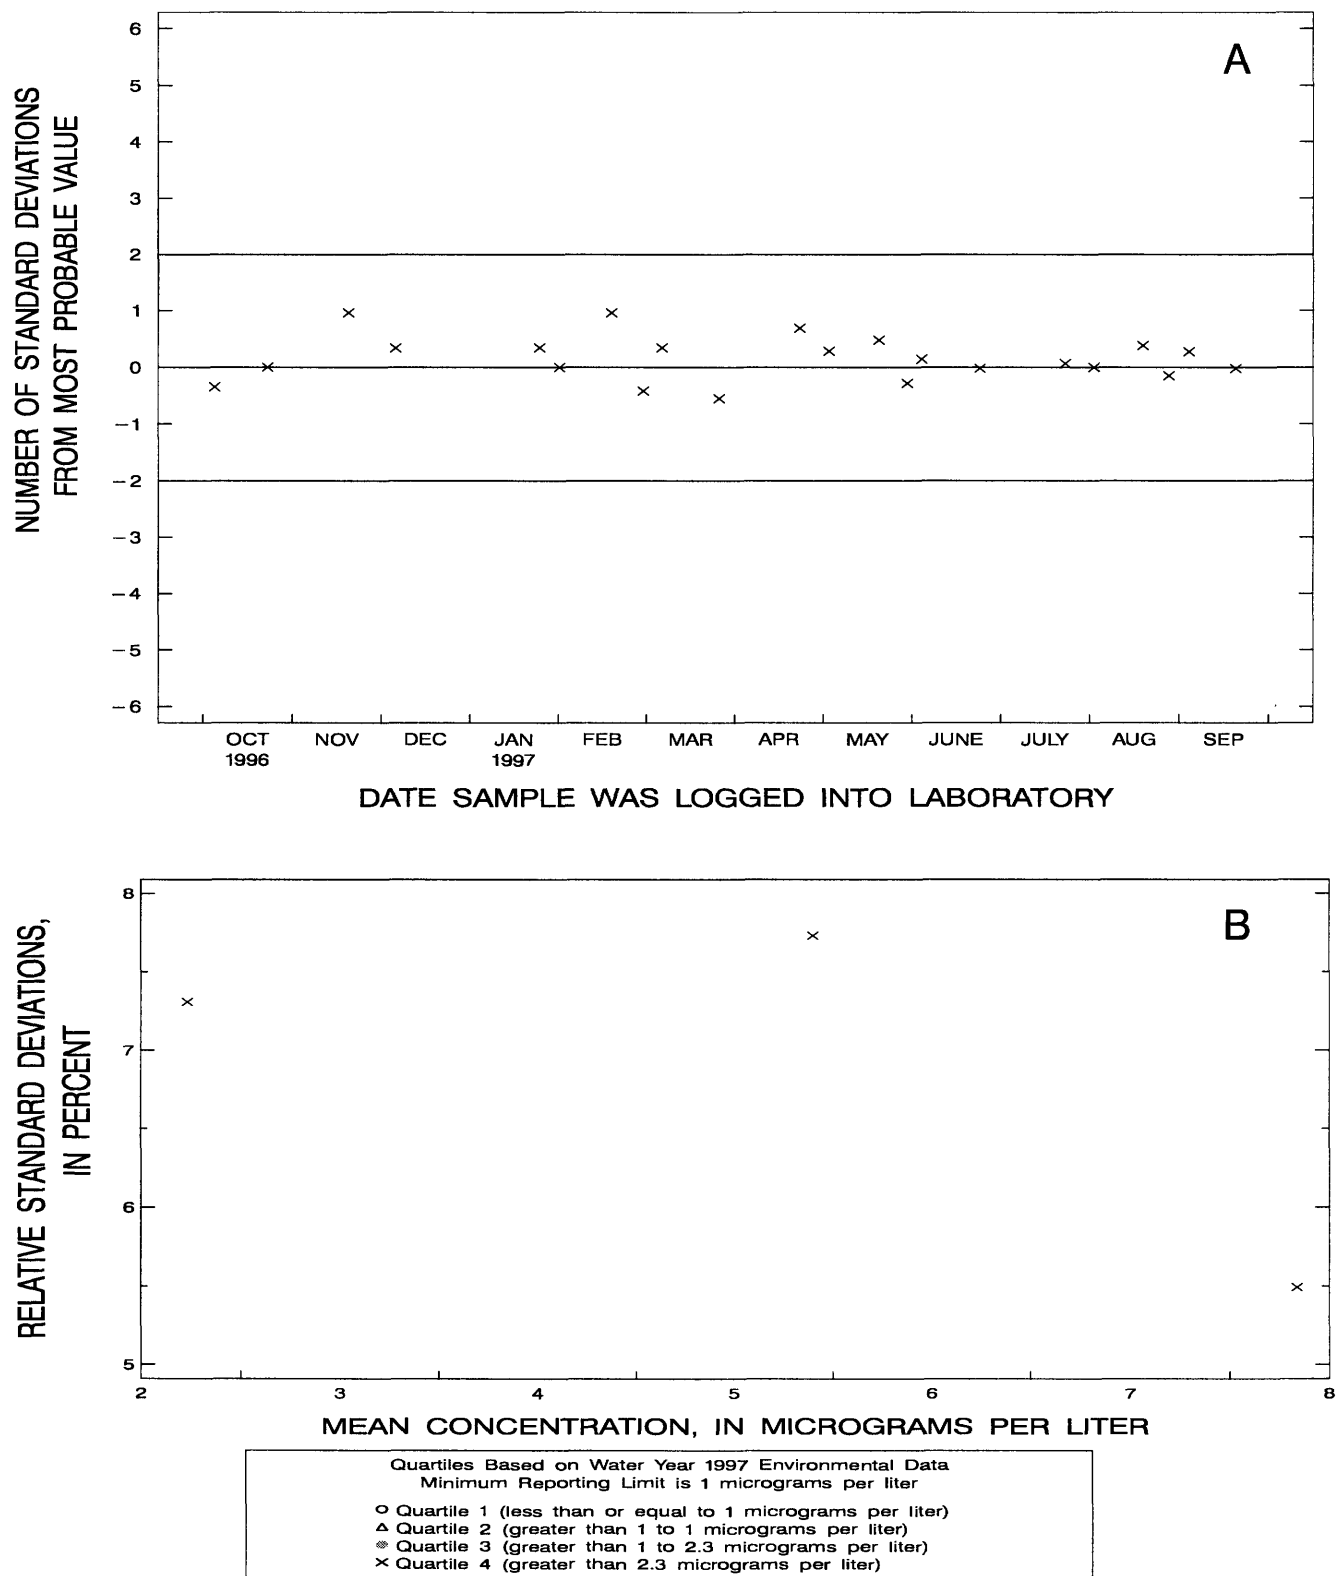 A
NUMBER OF STANDARD DEVIATIONS
FROM MOST PROBABLE VALUE
6
5
4
3
2
1
0
−1
−2
−3
−4
−5
−6
OCT NOV DEC JAN FEB MAR APR MAY JUNE JULY AUG SEP
1996 1997
DATE SAMPLE WAS LOGGED INTO LABORATORY
B
RELATIVE STANDARD DEVIATIONS,
IN PERCENT
8
7
6
5
2 3 4 5 6 7 8
MEAN CONCENTRATION, IN MICROGRAMS PER LITER
Quartiles Based on Water Year 1997 Environmental Data
Minimum Reporting Limit is 1 micrograms per liter
Quartile 1 (less than or equal to 1 micrograms per liter)
Quartile 2 (greater than 1 to 1 micrograms per liter)
Quartile 3 (greater than 1 to 2.3 micrograms per liter)
Quartile 4 (greater than 2.3 micrograms per liter)